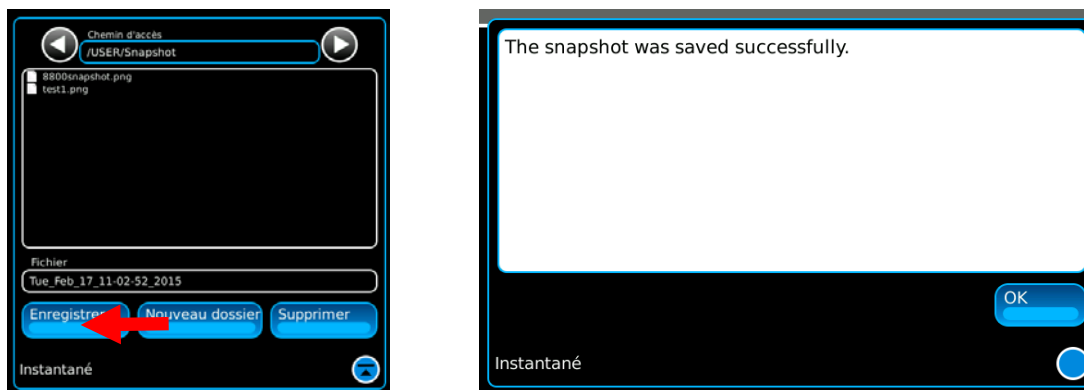 Chemin d'accès
/USER/Snapshot
8800snapshot.png
test1.png
Fichier
Tue_Feb_17_11-02-52_2015
Enregistrer Nouveau dossier Supprimer
Instantané
The snapshot was saved successfully.
OK
Instantané